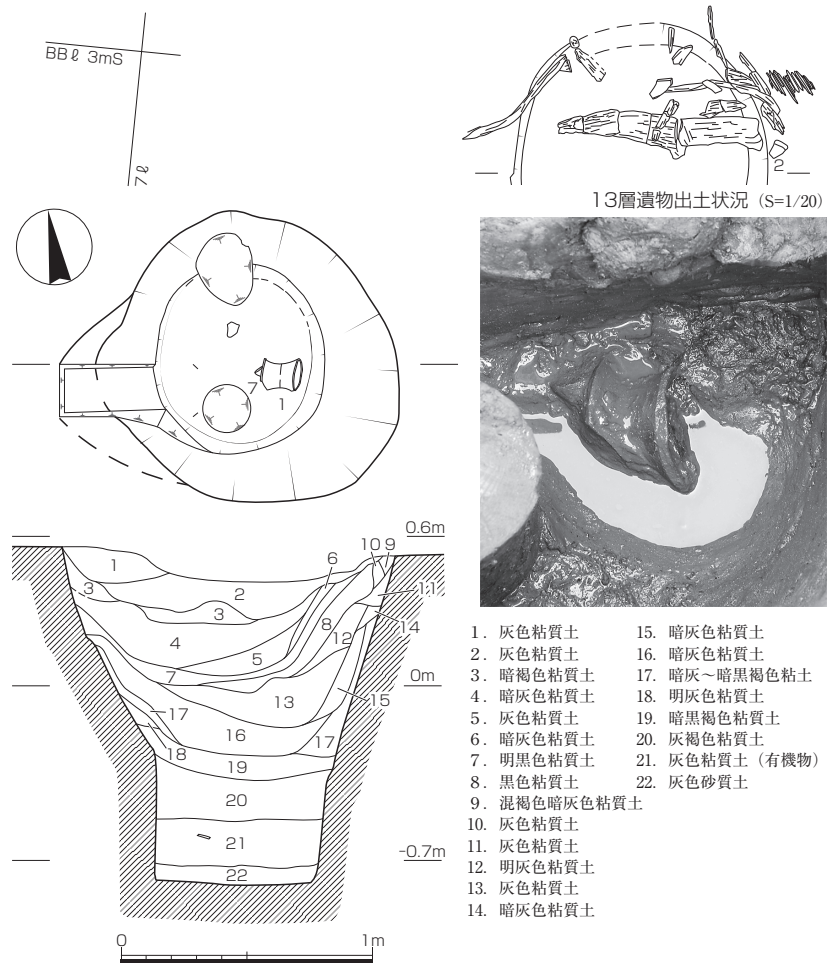 BBℓ 3mS
7ℓ
2
13層遺物出土状況 (S=1/20)
7
1
0.6m
10 9
6
1
2
3
3
11
8
14
12
4
5
7
0m
13
15
17
16
17
18
19
20
21
-0.7m
22
0 1m
1. 灰色粘質土
2. 灰色粘質土
3. 暗褐色粘質土
4. 暗灰色粘質土
5. 灰色粘質土
6. 暗灰色粘質土
7. 明黒色粘質土
8. 黒色粘質土
9. 混褐色暗灰色粘質土
10. 灰色粘質土
11. 灰色粘質土
12. 明灰色粘質土
13. 灰色粘質土
14. 暗灰色粘質土
15. 暗灰色粘質土
16. 暗灰色粘質土
17. 暗灰～暗黒褐色粘土
18. 明灰色粘質土
19. 暗黒褐色粘質土
20. 灰褐色粘質土
21. 灰色粘質土（有機物）
22. 灰色砂質土